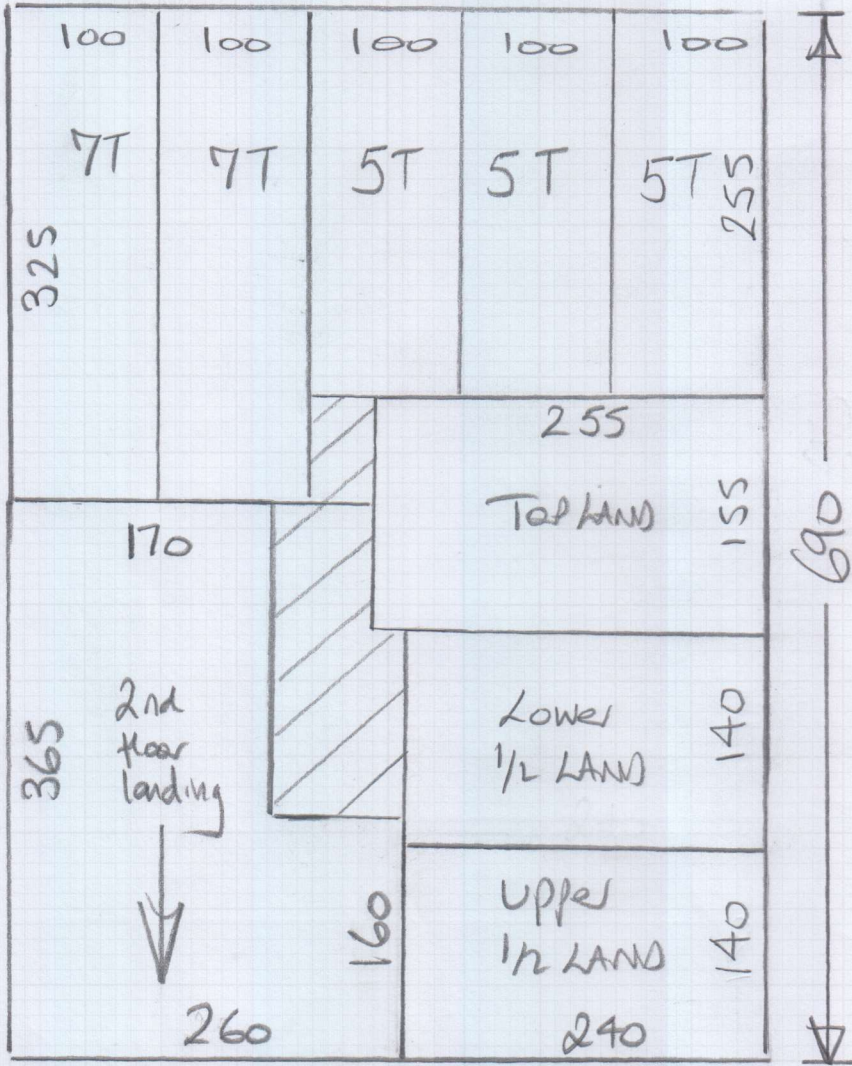 100 100 100 100 100
7T 7T 5T 5T 5T
255
325
255
TOP LAND
155
690
170
2nd
floor
landing
365
Lower
1/2 LAND
140
160
Upper
1/2 LAND
140
260
240